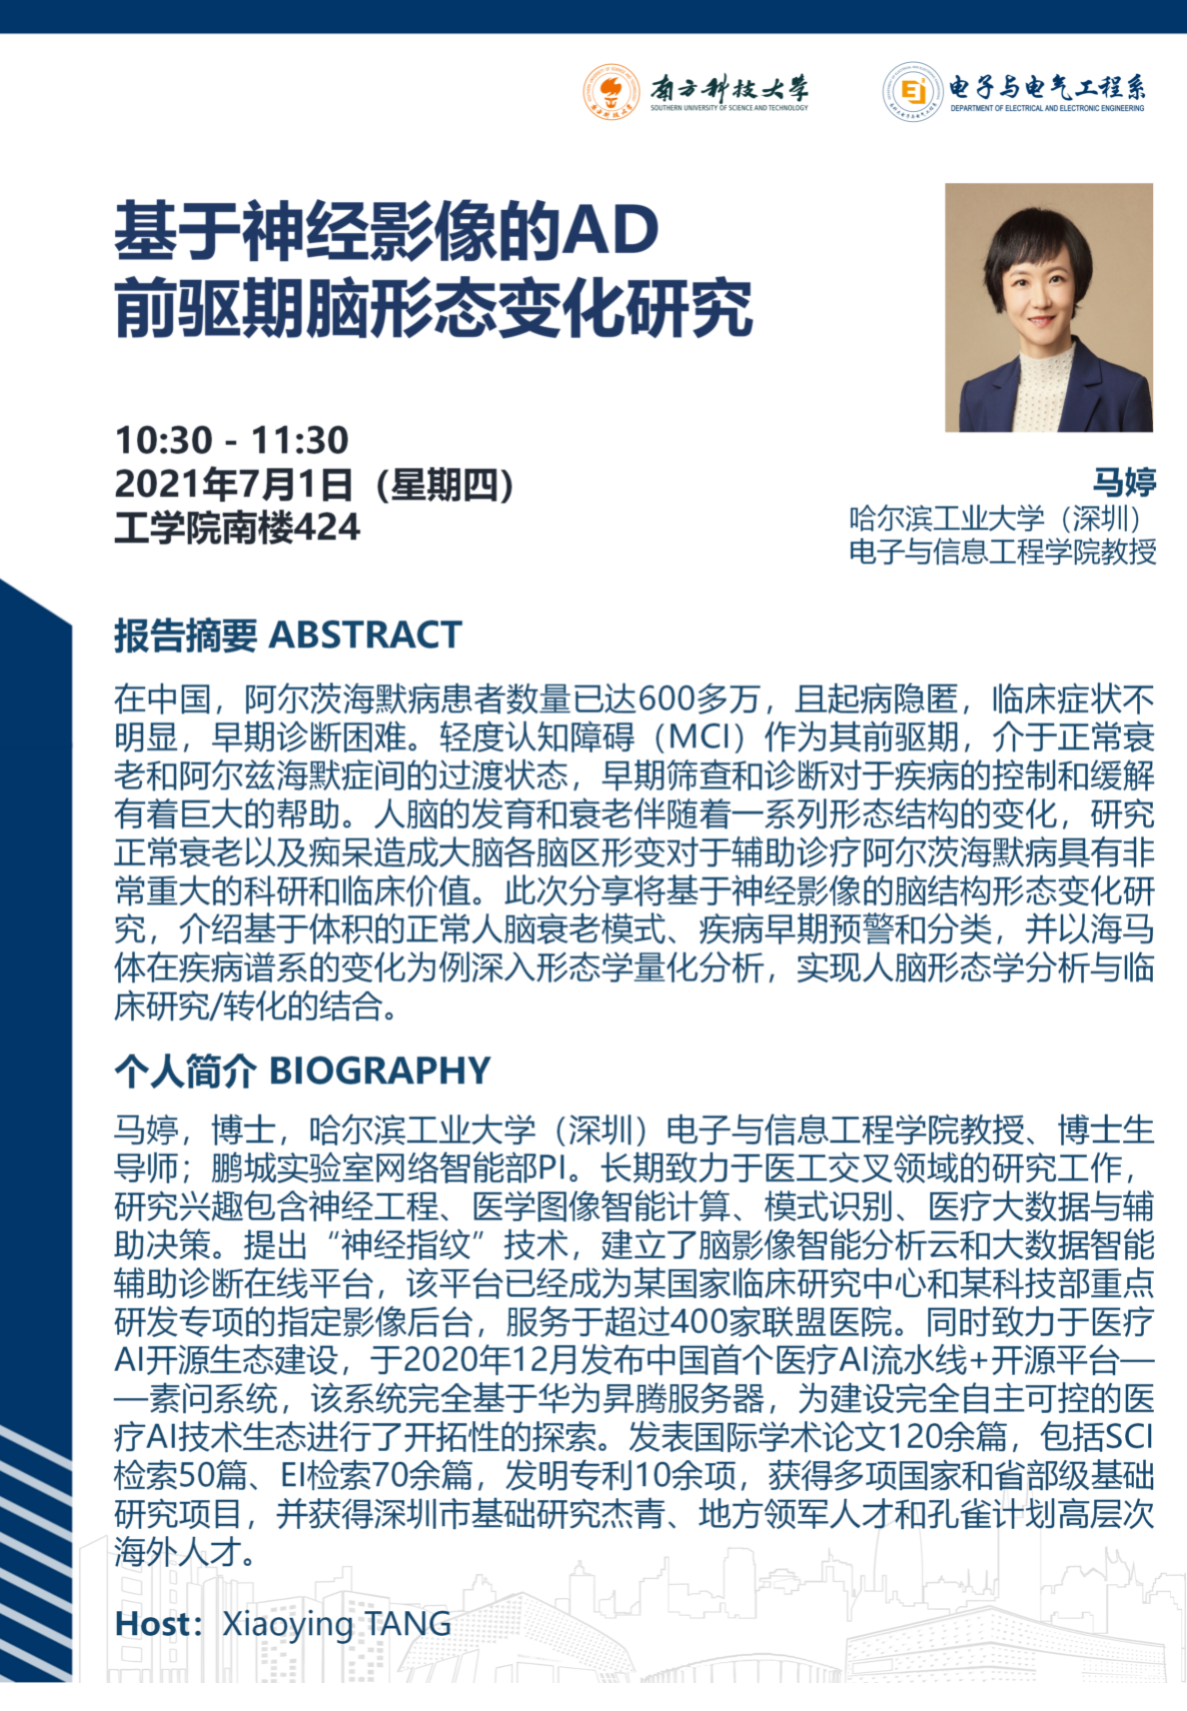 南方科技大学
SOUTHERN UNIVERSITY OF SCIENCE AND TECHNOLOGY
电子与电气工程系
DEPARTMENT OF ELECTRICAL AND ELECTRONIC ENGINEERING
基于神经影像的AD
前驱期脑形态变化研究
10:30 - 11:30
2021年7月1日（星期四）
工学院南楼424
马婷
哈尔滨工业大学（深圳）
电子与信息工程学院教授
报告摘要 ABSTRACT
在中国，阿尔茨海默病患者数量已达600多万，且起病隐匿，临床症状不
明显，早期诊断困难。轻度认知障碍（MCI）作为其前驱期，介于正常衰
老和阿尔兹海默症间的过渡状态，早期筛查和诊断对于疾病的控制和缓解
有着巨大的帮助。人脑的发育和衰老伴随着一系列形态结构的变化，研究
正常衰老以及痴呆造成大脑各脑区形变对于辅助诊疗阿尔茨海默病具有非
常重大的科研和临床价值。此次分享将基于神经影像的脑结构形态变化研
究，介绍基于体积的正常人脑衰老模式、疾病早期预警和分类，并以海马
体在疾病谱系的变化为例深入形态学量化分析，实现人脑形态学分析与临
床研究/转化的结合。
个人简介 BIOGRAPHY
马婷，博士，哈尔滨工业大学（深圳）电子与信息工程学院教授、博士生
导师；鹏城实验室网络智能部PI。长期致力于医工交叉领域的研究工作，
研究兴趣包含神经工程、医学图像智能计算、模式识别、医疗大数据与辅
助决策。提出“神经指纹”技术，建立了脑影像智能分析云和大数据智能
辅助诊断在线平台，该平台已经成为某国家临床研究中心和某科技部重点
研发专项的指定影像后台，服务于超过400家联盟医院。同时致力于医疗
AI开源生态建设，于2020年12月发布中国首个医疗AI流水线+开源平台—
—素问系统，该系统完全基于华为昇腾服务器，为建设完全自主可控的医
疗AI技术生态进行了开拓性的探索。发表国际学术论文120余篇，包括SCI
检索50篇、EI检索70余篇，发明专利10余项，获得多项国家和省部级基础
研究项目，并获得深圳市基础研究杰青、地方领军人才和孔雀计划高层次
海外人才。
Host：Xiaoying TANG